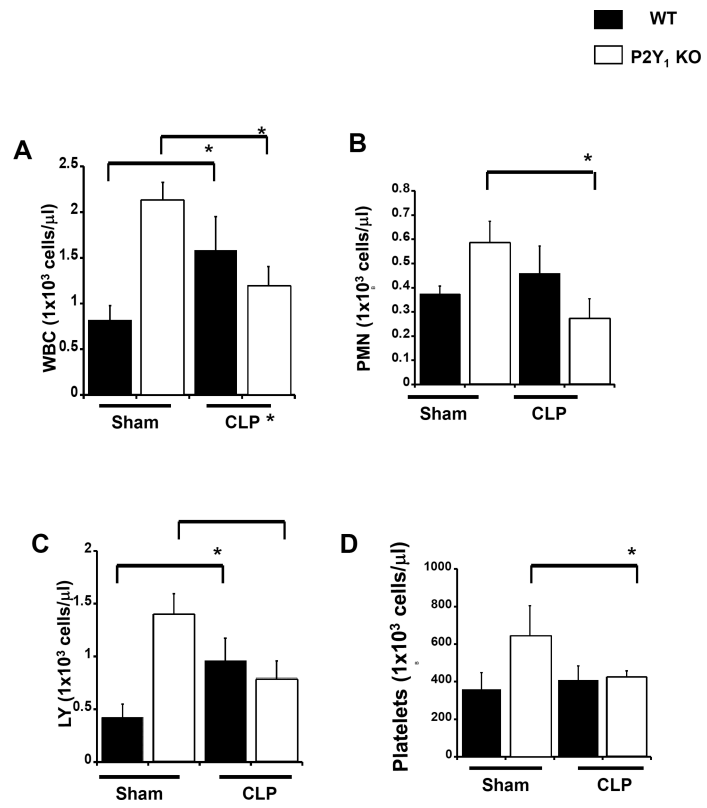 WT
P2Y₁ KO
A
*
*
WBC (1x10³ cells/µl)
2.5
2
1.5
1
0.5
0
Sham
CLP *
B
*
PMN (1x10³ cells/µl)
0.8
0.7
0.6
0.5
0.4
0.3
0.2
0.1
0
Sham
CLP
C
*
LY (1x10³ cells/µl)
2
1.5
1
0.5
0
Sham
CLP
D
*
Platelets (1x10³ cells/µl)
1000
800
600
400
200
0
Sham
CLP